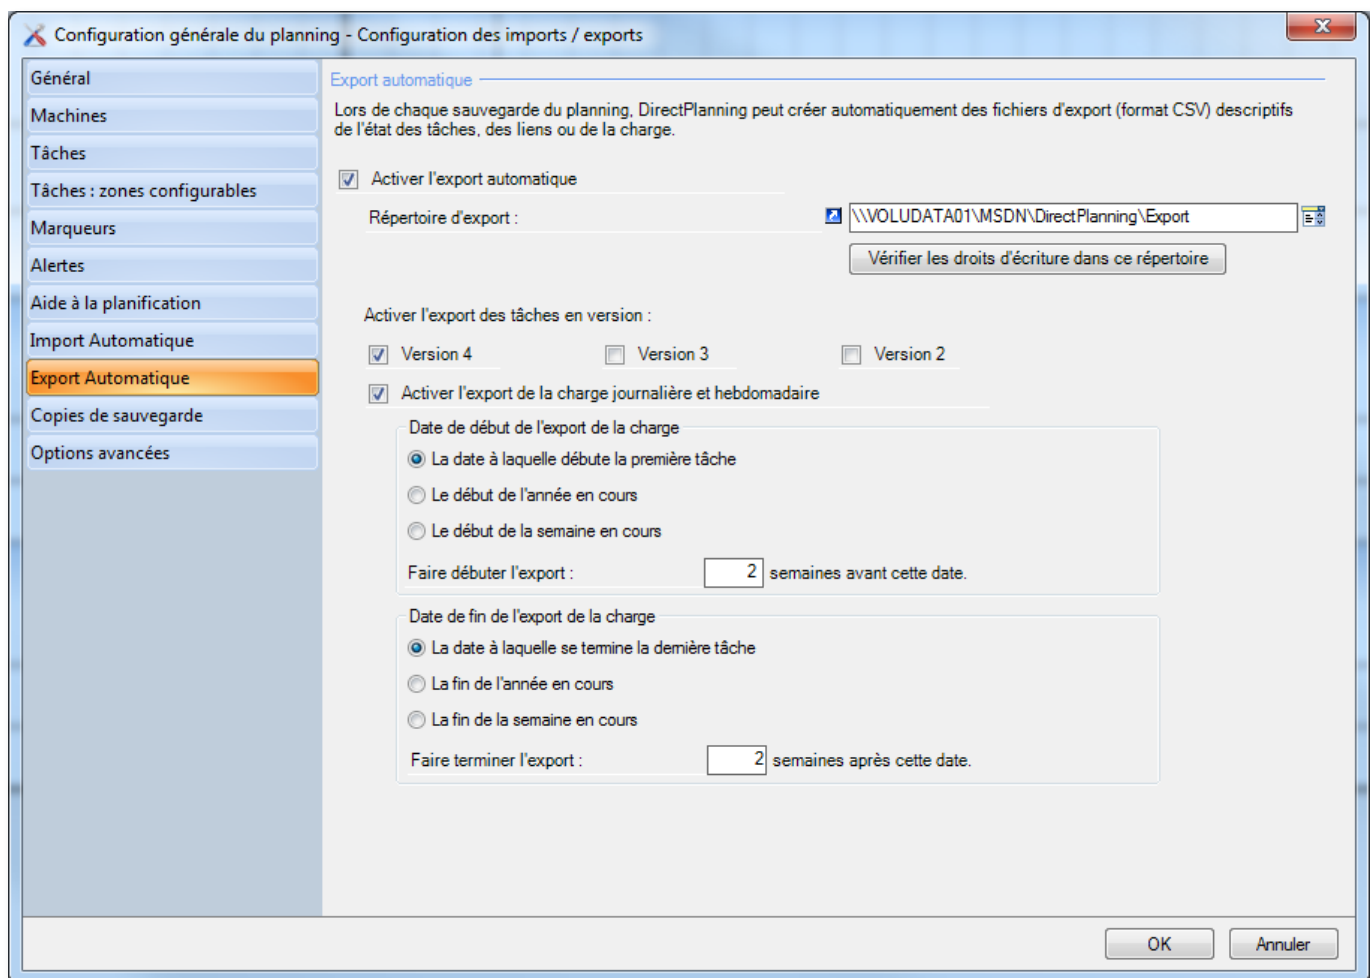 Configuration générale du planning - Configuration des imports / exports
Général
Machines
Tâches
Tâches : zones configurables
Marqueurs
Alertes
Aide à la planification
Import Automatique
Export Automatique
Copies de sauvegarde
Options avancées
Export automatique
Lors de chaque sauvegarde du planning, DirectPlanning peut créer automatiquement des fichiers d'export (format CSV) descriptifs
de l'état des tâches, des liens ou de la charge.
Activer l'export automatique
Répertoire d'export : \\VOLUDATA01\MSDN\DirectPlanning\Export
Vérifier les droits d'écriture dans ce répertoire
Activer l'export des tâches en version :
Version 4 Version 3 Version 2
Activer l'export de la charge journalière et hebdomadaire
Date de début de l'export de la charge
La date à laquelle débute la première tâche
Le début de l'année en cours
Le début de la semaine en cours
Faire débuter l'export : 2 semaines avant cette date.
Date de fin de l'export de la charge
La date à laquelle se termine la dernière tâche
La fin de l'année en cours
La fin de la semaine en cours
Faire terminer l'export : 2 semaines après cette date.
OK Annuler